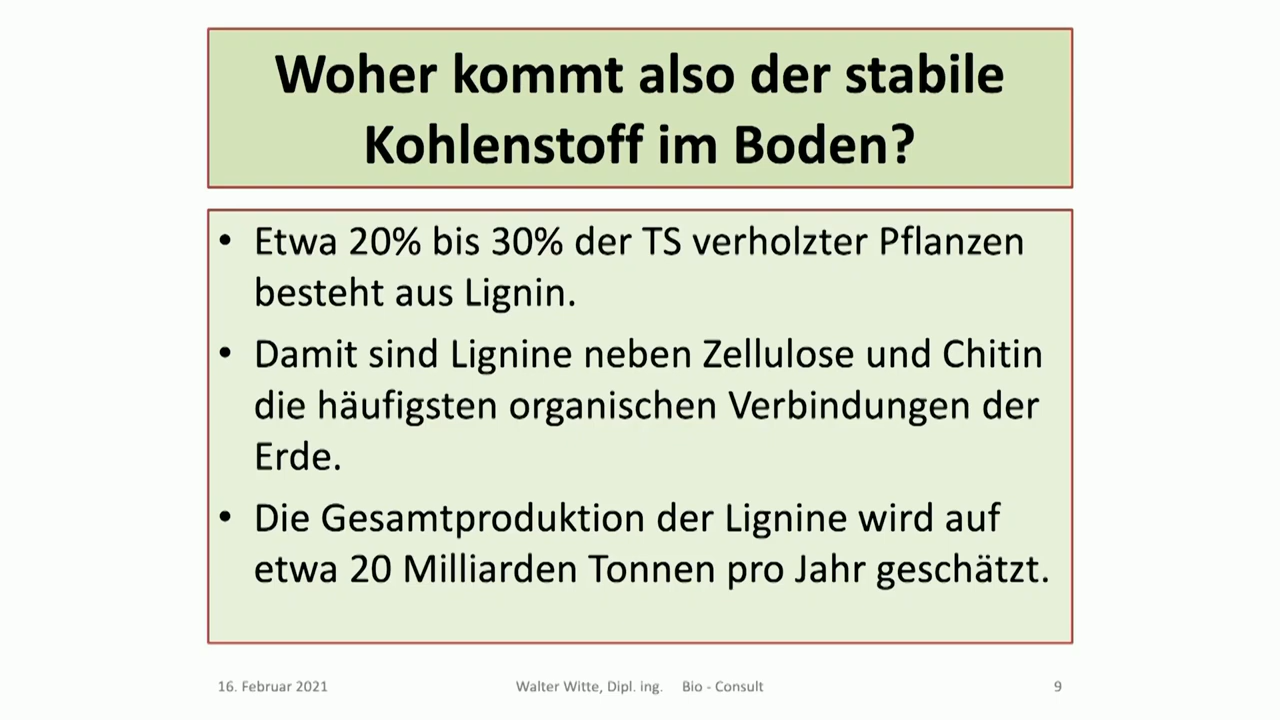 Woher kommt also der stabile
Kohlenstoff im Boden?
• Etwa 20% bis 30% der TS verholzter Pflanzen
besteht aus Lignin.
• Damit sind Lignine neben Zellulose und Chitin
die häufigsten organischen Verbindungen der
Erde.
• Die Gesamtproduktion der Lignine wird auf
etwa 20 Milliarden Tonnen pro Jahr geschätzt.
16. Februar 2021 Walter Witte, Dipl. ing. Bio - Consult 9